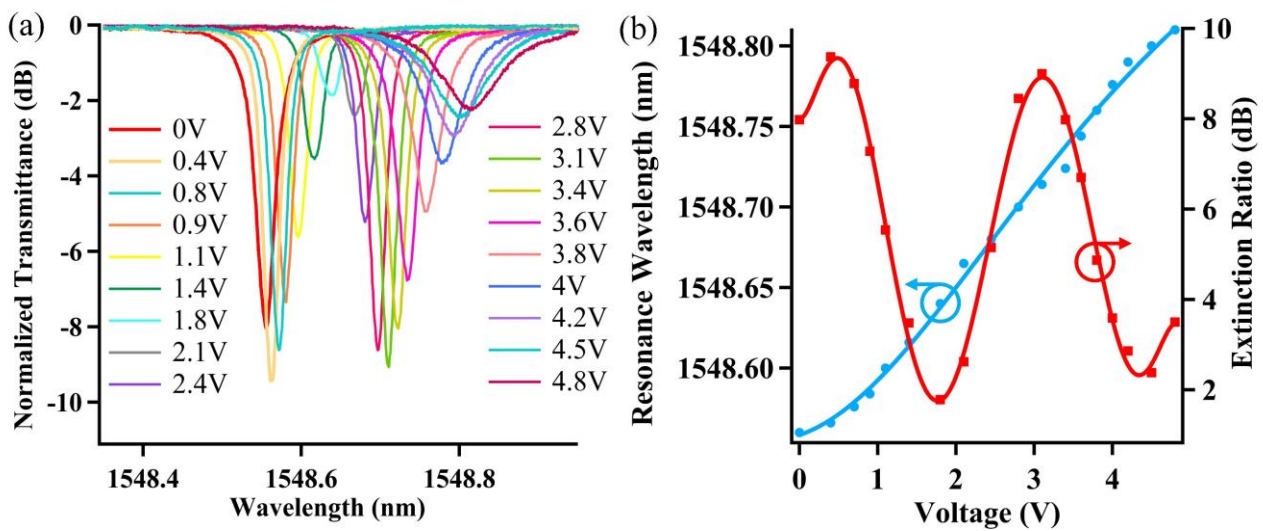 (a)
Normalized Transmittance (dB)
0
-2
-4
-6
-8
-10
0V
0.4V
0.8V
0.9V
1.1V
1.4V
1.8V
2.1V
2.4V
2.8V
3.1V
3.4V
3.6V
3.8V
4V
4.2V
4.5V
4.8V
1548.4
1548.6
1548.8
Wavelength (nm)
(b)
Resonance Wavelength (nm)
1548.80
1548.75
1548.70
1548.65
1548.60
0
1
2
3
4
Voltage (V)
10
8
6
4
2
Extinction Ratio (dB)